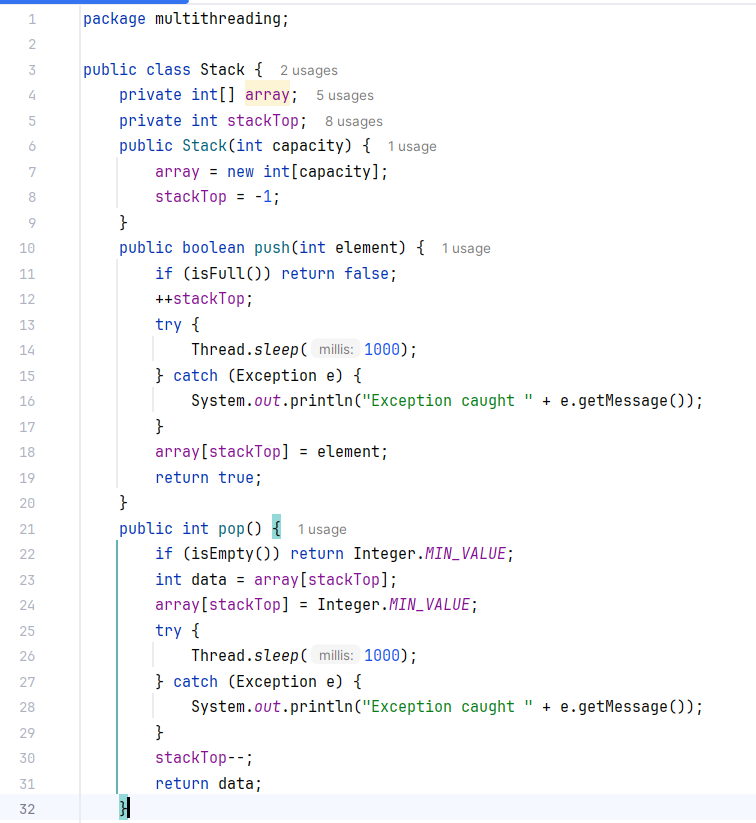 1 package multithreading;
2
3 public class Stack { 2 usages
4     private int[] array; 5 usages
5     private int stackTop; 8 usages
6     public Stack(int capacity) { 1 usage
7         array = new int[capacity];
8         stackTop = -1;
9     }
10     public boolean push(int element) { 1 usage
11         if (isFull()) return false;
12         ++stackTop;
13         try {
14             Thread.sleep( millis: 1000);
15         } catch (Exception e) {
16             System.out.println("Exception caught " + e.getMessage());
17         }
18         array[stackTop] = element;
19         return true;
20     }
21     public int pop() { 1 usage
22         if (isEmpty()) return Integer.MIN_VALUE;
23         int data = array[stackTop];
24         array[stackTop] = Integer.MIN_VALUE;
25         try {
26             Thread.sleep( millis: 1000);
27         } catch (Exception e) {
28             System.out.println("Exception caught " + e.getMessage());
29         }
30         stackTop--;
31         return data;
32     }